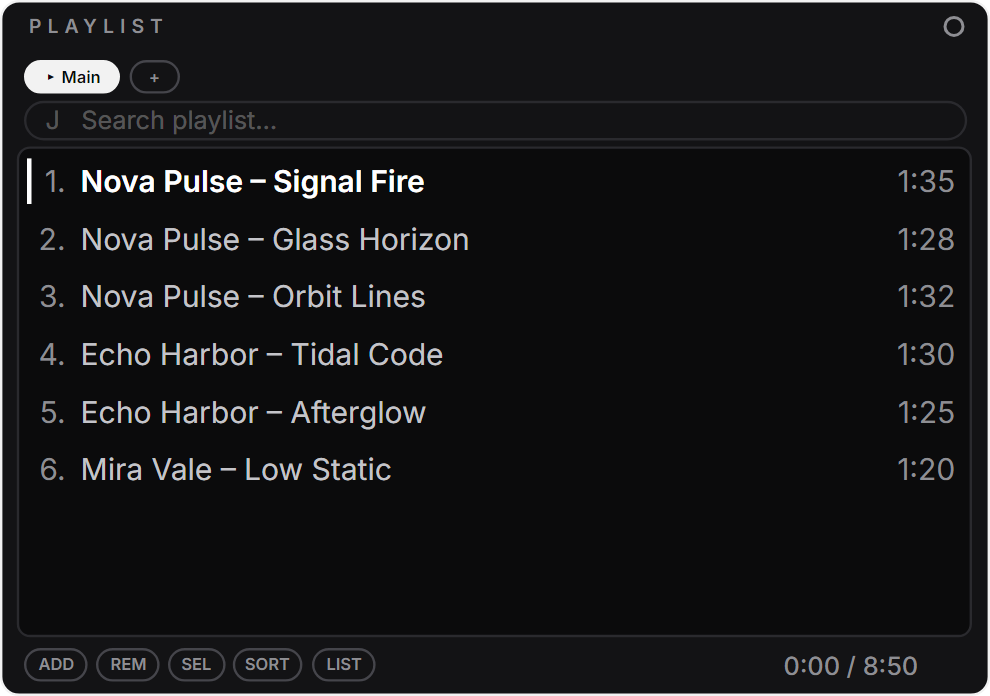 PLAYLIST
▸ Main +
J Search playlist...
1. Nova Pulse – Signal Fire 1:35
2. Nova Pulse – Glass Horizon 1:28
3. Nova Pulse – Orbit Lines 1:32
4. Echo Harbor – Tidal Code 1:30
5. Echo Harbor – Afterglow 1:25
6. Mira Vale – Low Static 1:20
ADD REM SEL SORT LIST 0:00 / 8:50